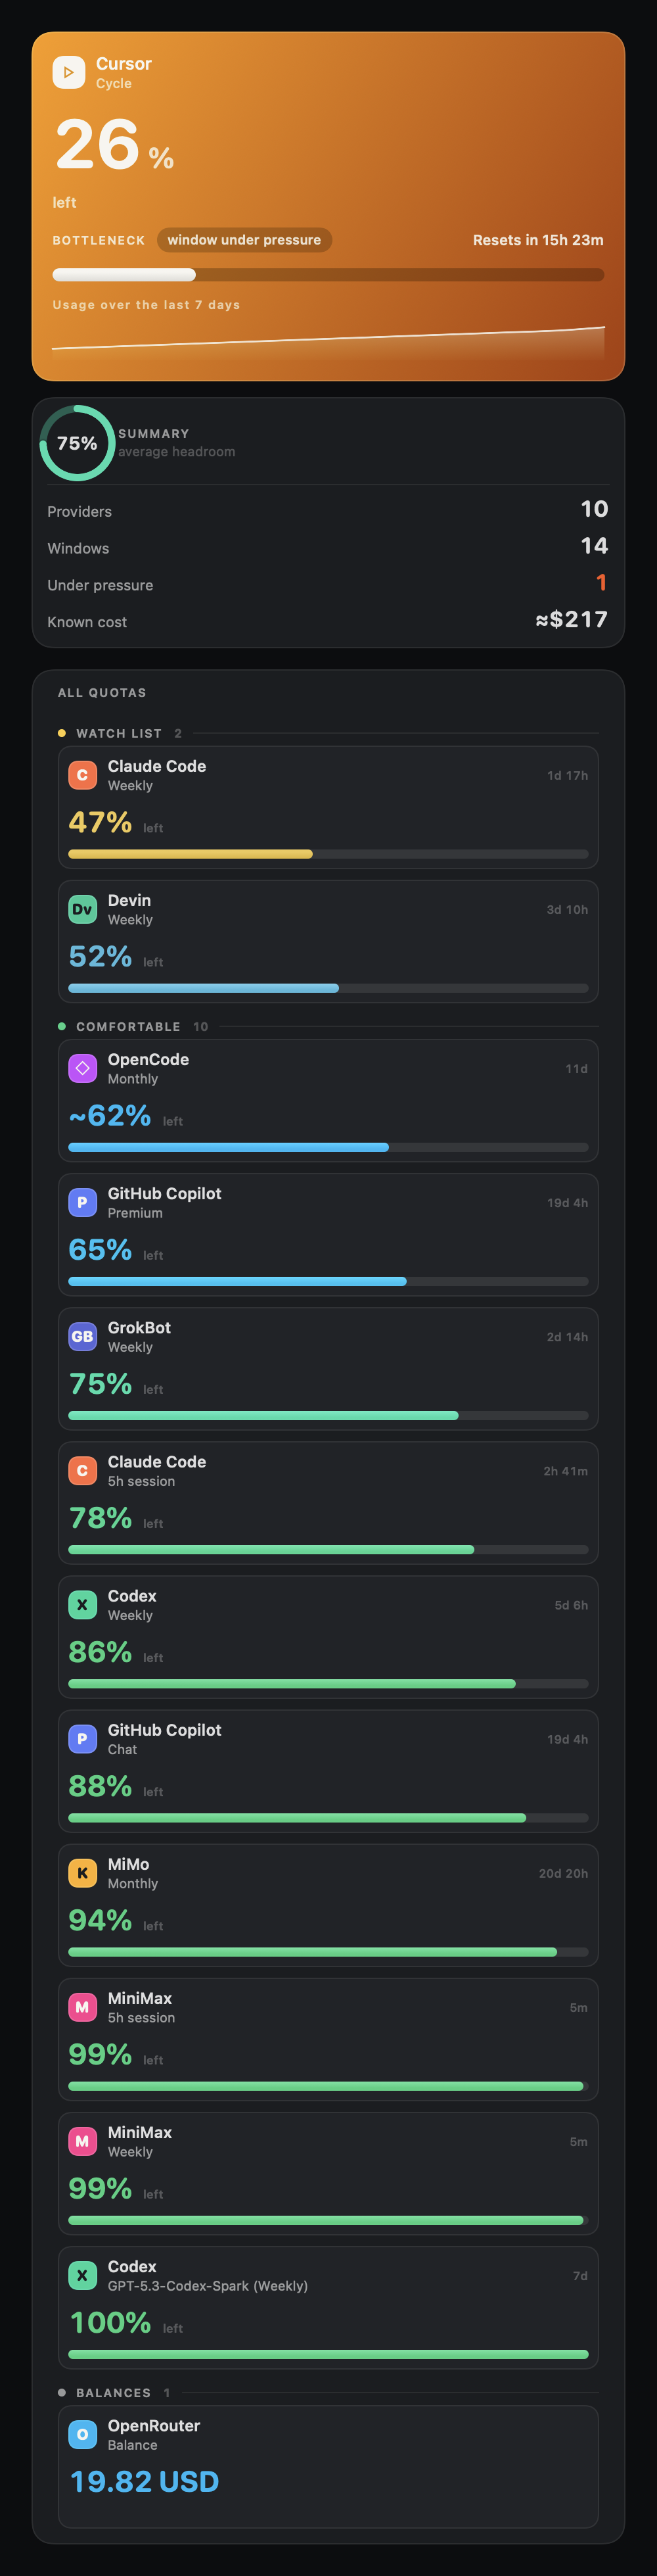 Cursor
Cycle
26 %
left
BOTTLENECK window under pressure Resets in 15h 23m
Usage over the last 7 days
75%
SUMMARY
average headroom
Providers 10
Windows 14
Under pressure 1
Known cost ≈$217
ALL QUOTAS
WATCH LIST 2
C Claude Code 1d 17h
Weekly
47% left
Dv Devin 3d 10h
Weekly
52% left
COMFORTABLE 10
OpenCode 11d
Monthly
~62% left
P GitHub Copilot 19d 4h
Premium
65% left
GB GrokBot 2d 14h
Weekly
75% left
C Claude Code 2h 41m
5h session
78% left
X Codex 5d 6h
Weekly
86% left
P GitHub Copilot 19d 4h
Chat
88% left
K MiMo 20d 20h
Monthly
94% left
M MiniMax 5m
5h session
99% left
M MiniMax 5m
Weekly
99% left
X Codex 7d
GPT-5.3-Codex-Spark (Weekly)
100% left
BALANCES 1
O OpenRouter
Balance
19.82 USD